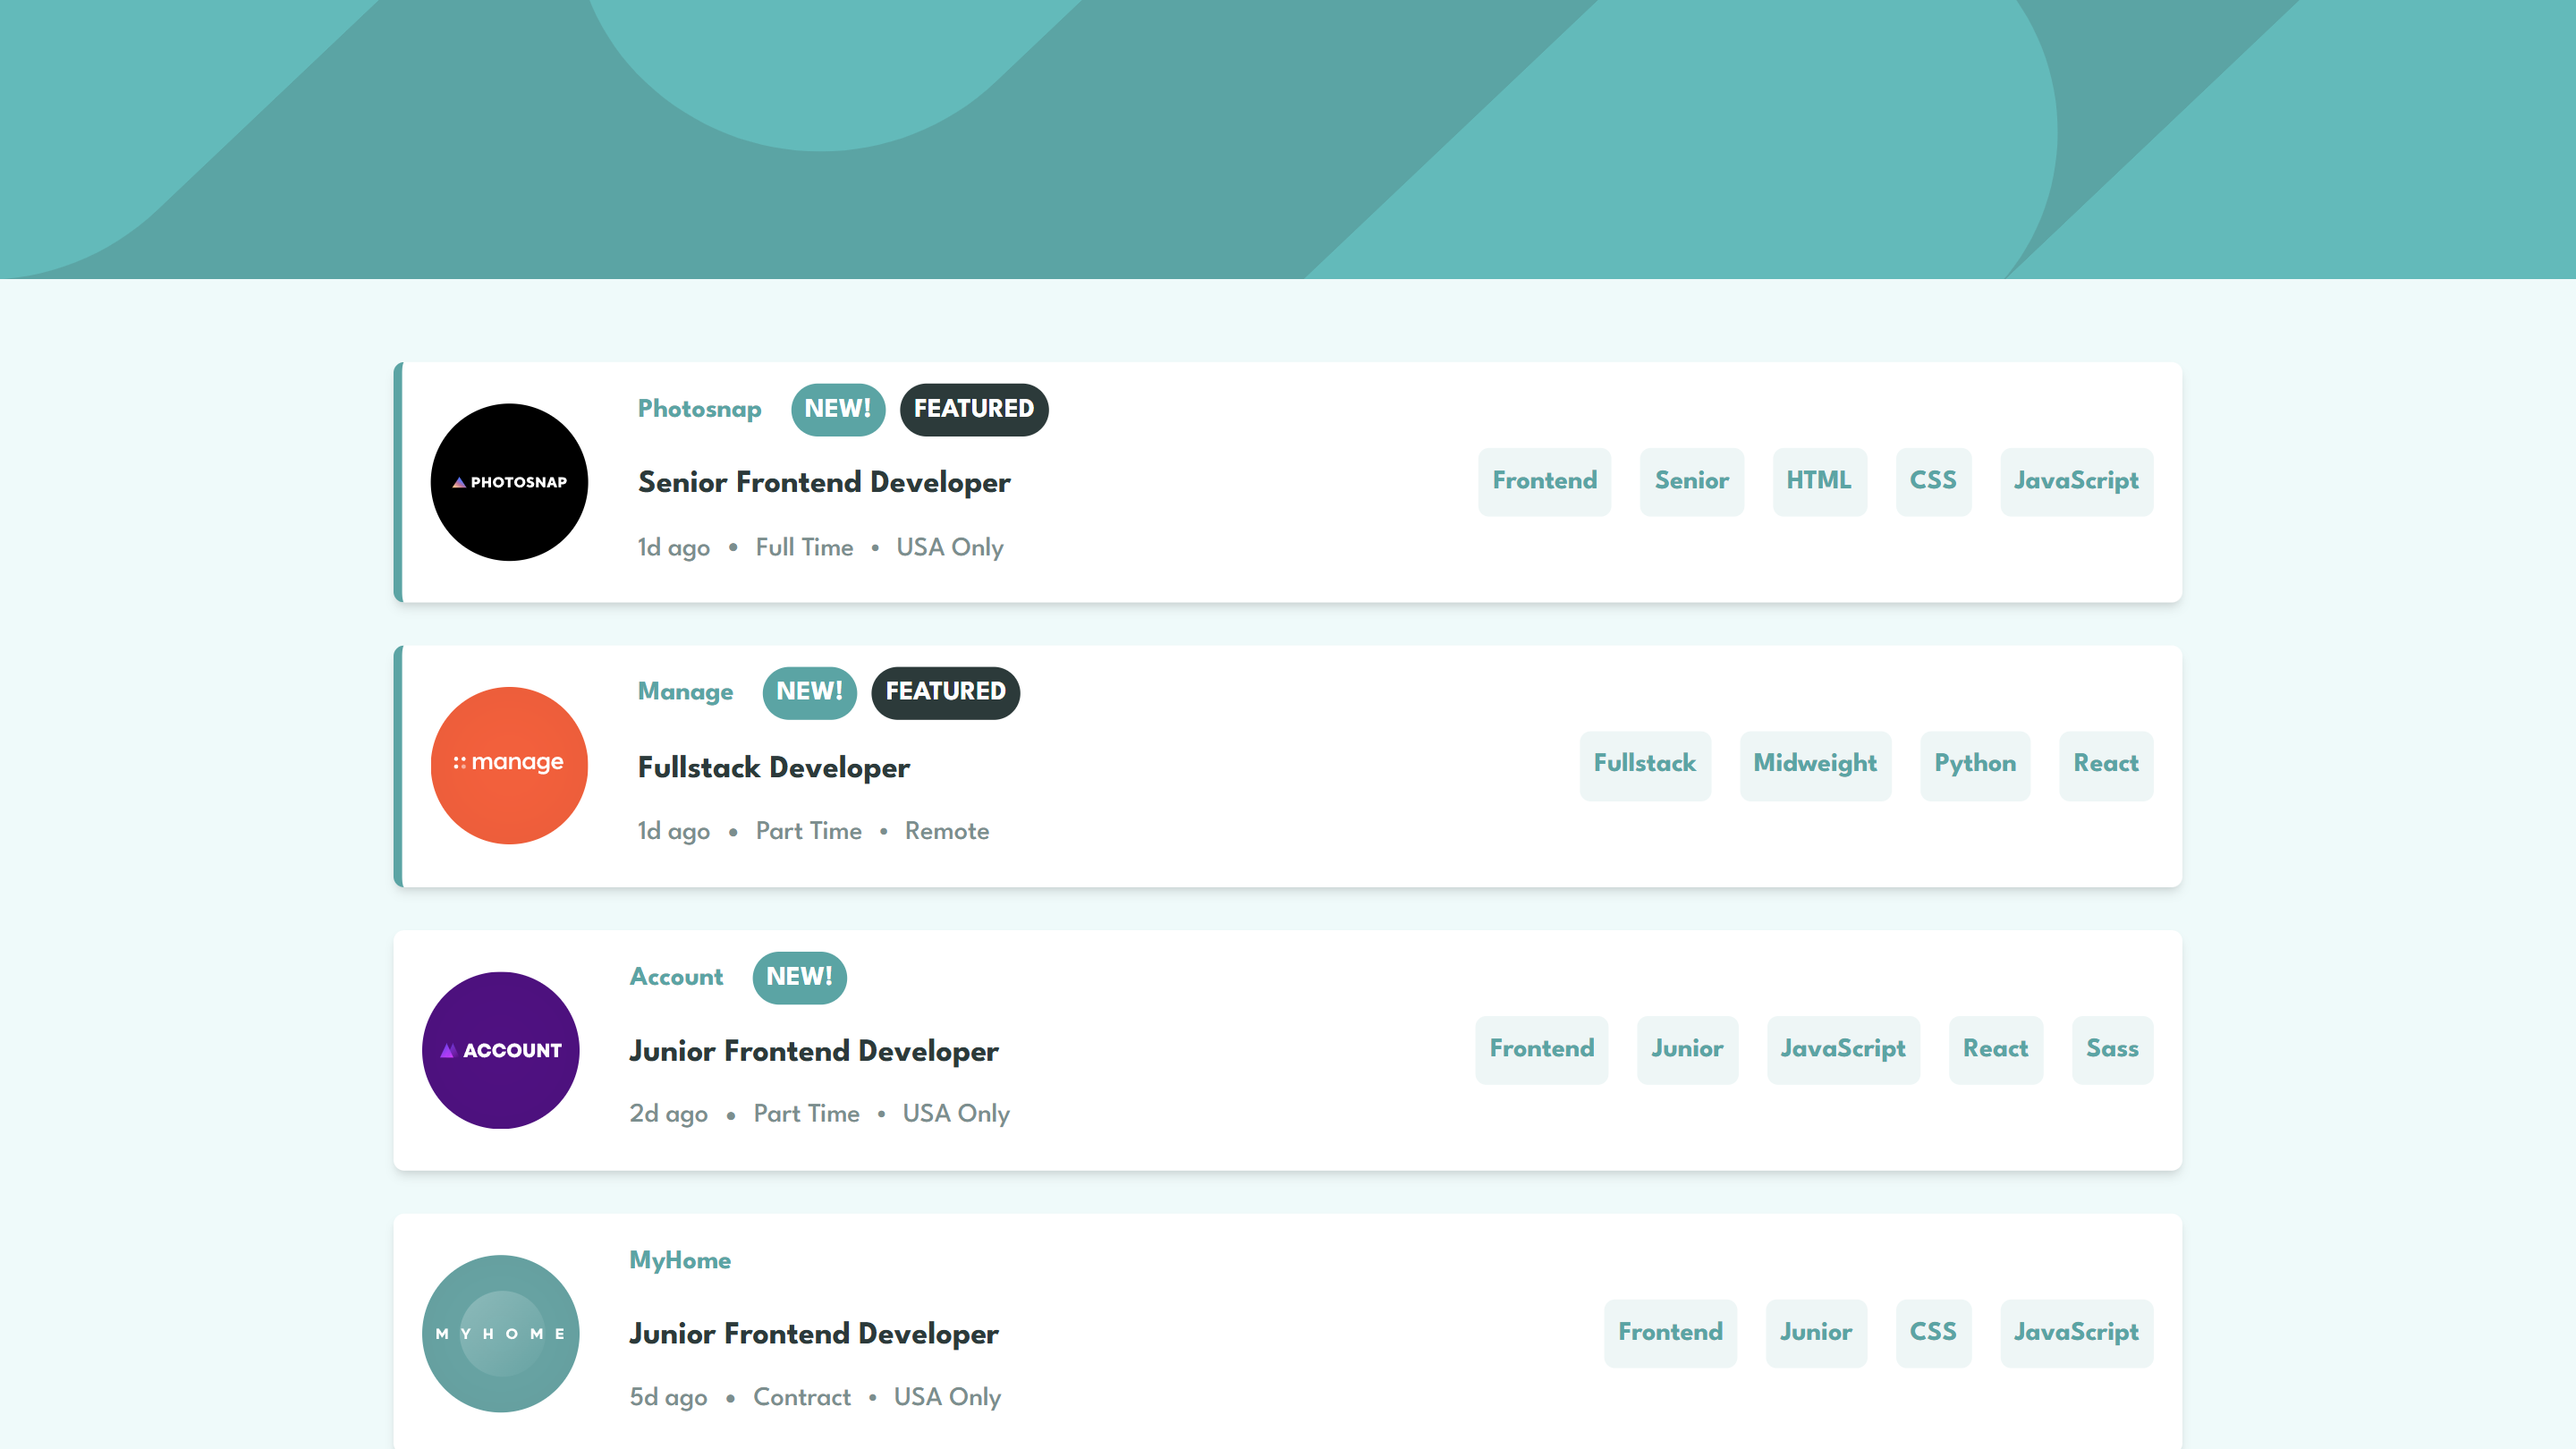 Photosnap NEW! FEATURED
PHOTOSNAP
Senior Frontend Developer
Frontend Senior HTML CSS JavaScript
1d ago • Full Time • USA Only
Manage NEW! FEATURED
manage
Fullstack Developer
Fullstack Midweight Python React
1d ago • Part Time • Remote
Account NEW!
ACCOUNT
Junior Frontend Developer
Frontend Junior JavaScript React Sass
2d ago • Part Time • USA Only
MyHome
MYHOME
Junior Frontend Developer
Frontend Junior CSS JavaScript
5d ago • Contract • USA Only